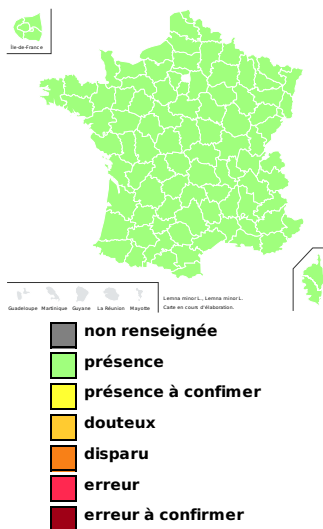 Île-de-France
Guadeloupe Martinique Guyane La Réunion Mayotte
Lemna minor L., Lemna minor L.
Carte en cours d'élaboration.
non renseignée
présence
présence à confimer
douteux
disparu
erreur
erreur à confirmer